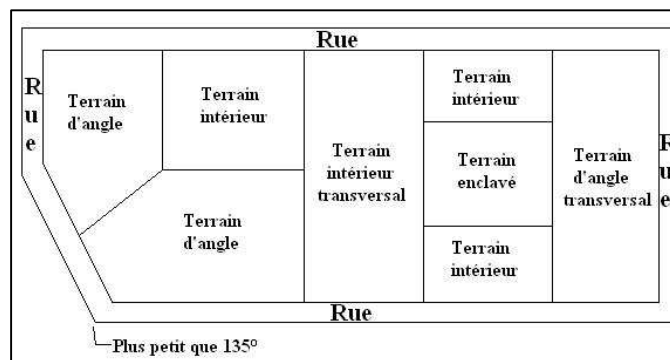 Rue
R
u
e
Terrain
d'angle
Terrain
intérieur
Terrain
d'angle
Terrain
intérieur
transversal
Terrain
intérieur
Terrain
enclavé
Terrain
intérieur
Terrain
d'angle
transversal
R
u
e
Rue
Plus petit que 135°